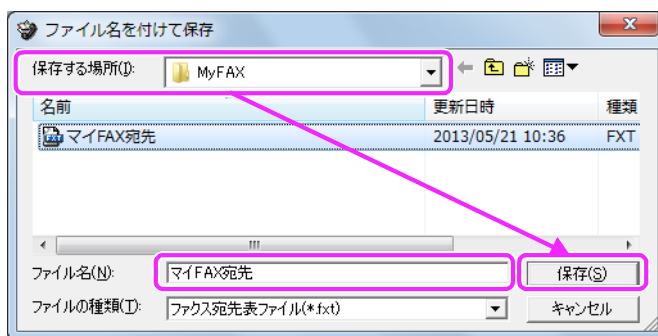 ファイル名を付けて保存
保存する場所(I): MyFAX
名前 更新日時 種類
マイFAX宛先 2013/05/21 10:36 FXT
ファイル名(N): マイFAX宛先 保存(S)
ファイルの種類(T): ファクス宛先表ファイル(*.fxt) キャンセル